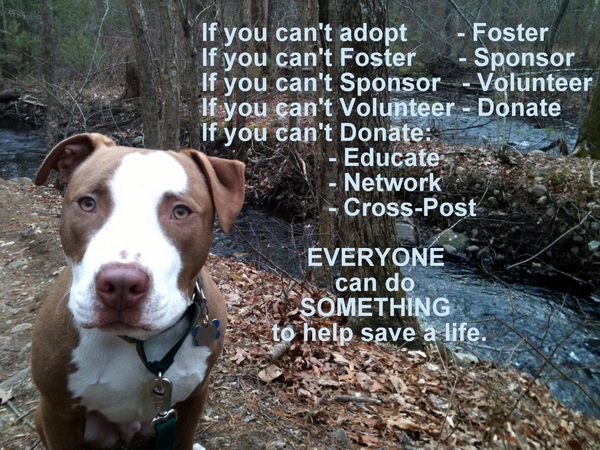 If you can't adopt - Foster
If you can't Foster - Sponsor
If you can't Sponsor - Volunteer
If you can't Volunteer - Donate
If you can't Donate:
- Educate
- Network
- Cross-Post
EVERYONE
can do
SOMETHING
to help save a life.